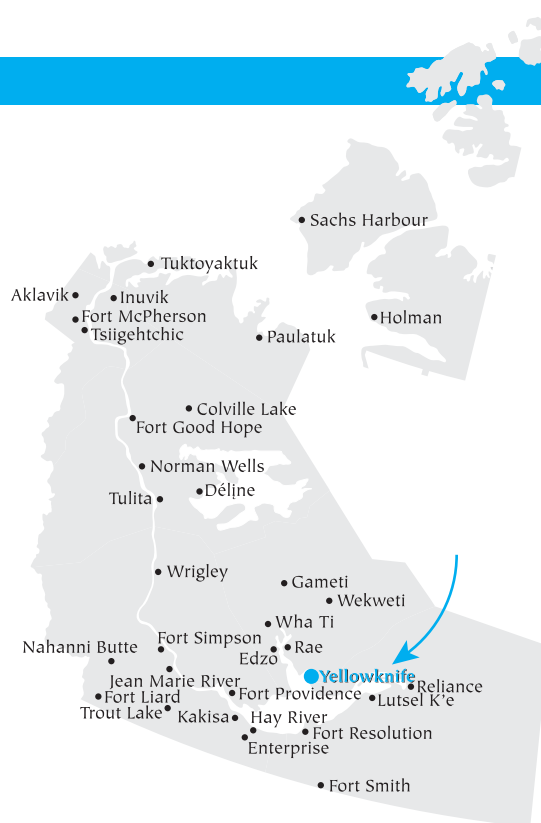 Sachs Harbour
Tuktoyaktuk
Aklavik
Inuvik
Fort McPherson
Holman
Tsiigehtchic
Paulatuk
Colville Lake
Fort Good Hope
Norman Wells
Délįne
Tulita
Wrigley
Gameti
Wekweti
Wha Ti
Fort Simpson
Nahanni Butte
Rae
Edzo
Yellowknife
Jean Marie River
Reliance
Fort Providence
Fort Liard
Lutsel K'e
Trout Lake
Kakisa
Hay River
Fort Resolution
Enterprise
Fort Smith